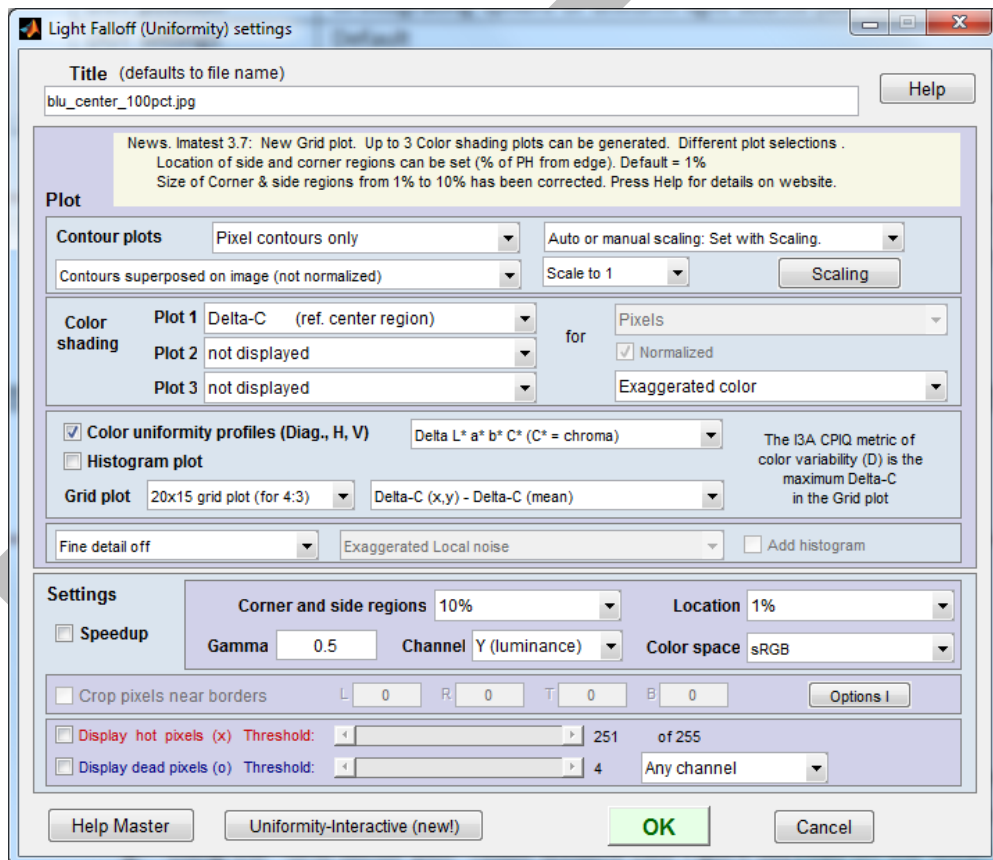 Light Falloff (Uniformity) settings
Default
Title (defaults to file name)
blu_center_100pct.jpg
Help
News. Imatest 3.7: New Grid plot. Up to 3 Color shading plots can be generated. Different plot selections .
Location of side and corner regions can be set (% of PH from edge). Default = 1%
Size of Corner & side regions from 1% to 10% has been corrected. Press Help for details on website.
Plot
Contour plots Pixel contours only Auto or manual scaling: Set with Scaling.
Contours superposed on image (not normalized) Scale to 1 Scaling
Color shading
Plot 1 Delta-C (ref. center region) for Pixels
Plot 2 not displayed Normalized
Plot 3 not displayed Exaggerated color
Color uniformity profiles (Diag., H, V) Delta L* a* b* C* (C* = chroma)
Histogram plot
Grid plot 20x15 grid plot (for 4:3) Delta-C (x,y) - Delta-C (mean)
The I3A CPIQ metric of
color variability (D) is the
maximum Delta-C
in the Grid plot
Fine detail off Exaggerated Local noise Add histogram
Settings
Speedup
Corner and side regions 10% Location 1%
Gamma 0.5 Channel Y (luminance) Color space sRGB
Crop pixels near borders L 0 R 0 T 0 B 0 Options I
Display hot pixels (x) Threshold: 251 of 255
Display dead pixels (o) Threshold: 4 Any channel
Help Master Uniformity-Interactive (new!) OK Cancel